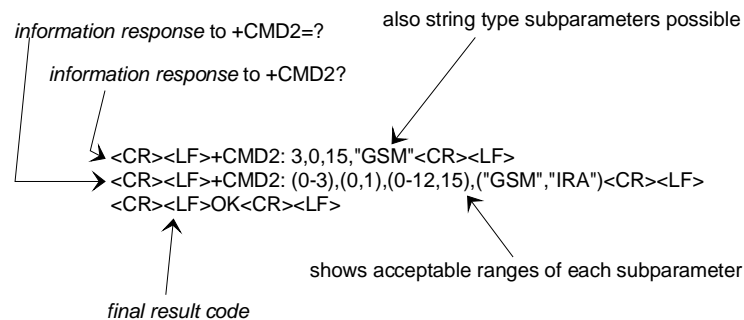 also string type subparameters possible
information response to +CMD2=?
information response to +CMD2?
<CR><LF>+CMD2: 3,0,15,"GSM"<CR><LF>
<CR><LF>+CMD2: (0-3),(0,1),(0-12,15),("GSM","IRA")<CR><LF>
<CR><LF>OK<CR><LF>
shows acceptable ranges of each subparameter
final result code